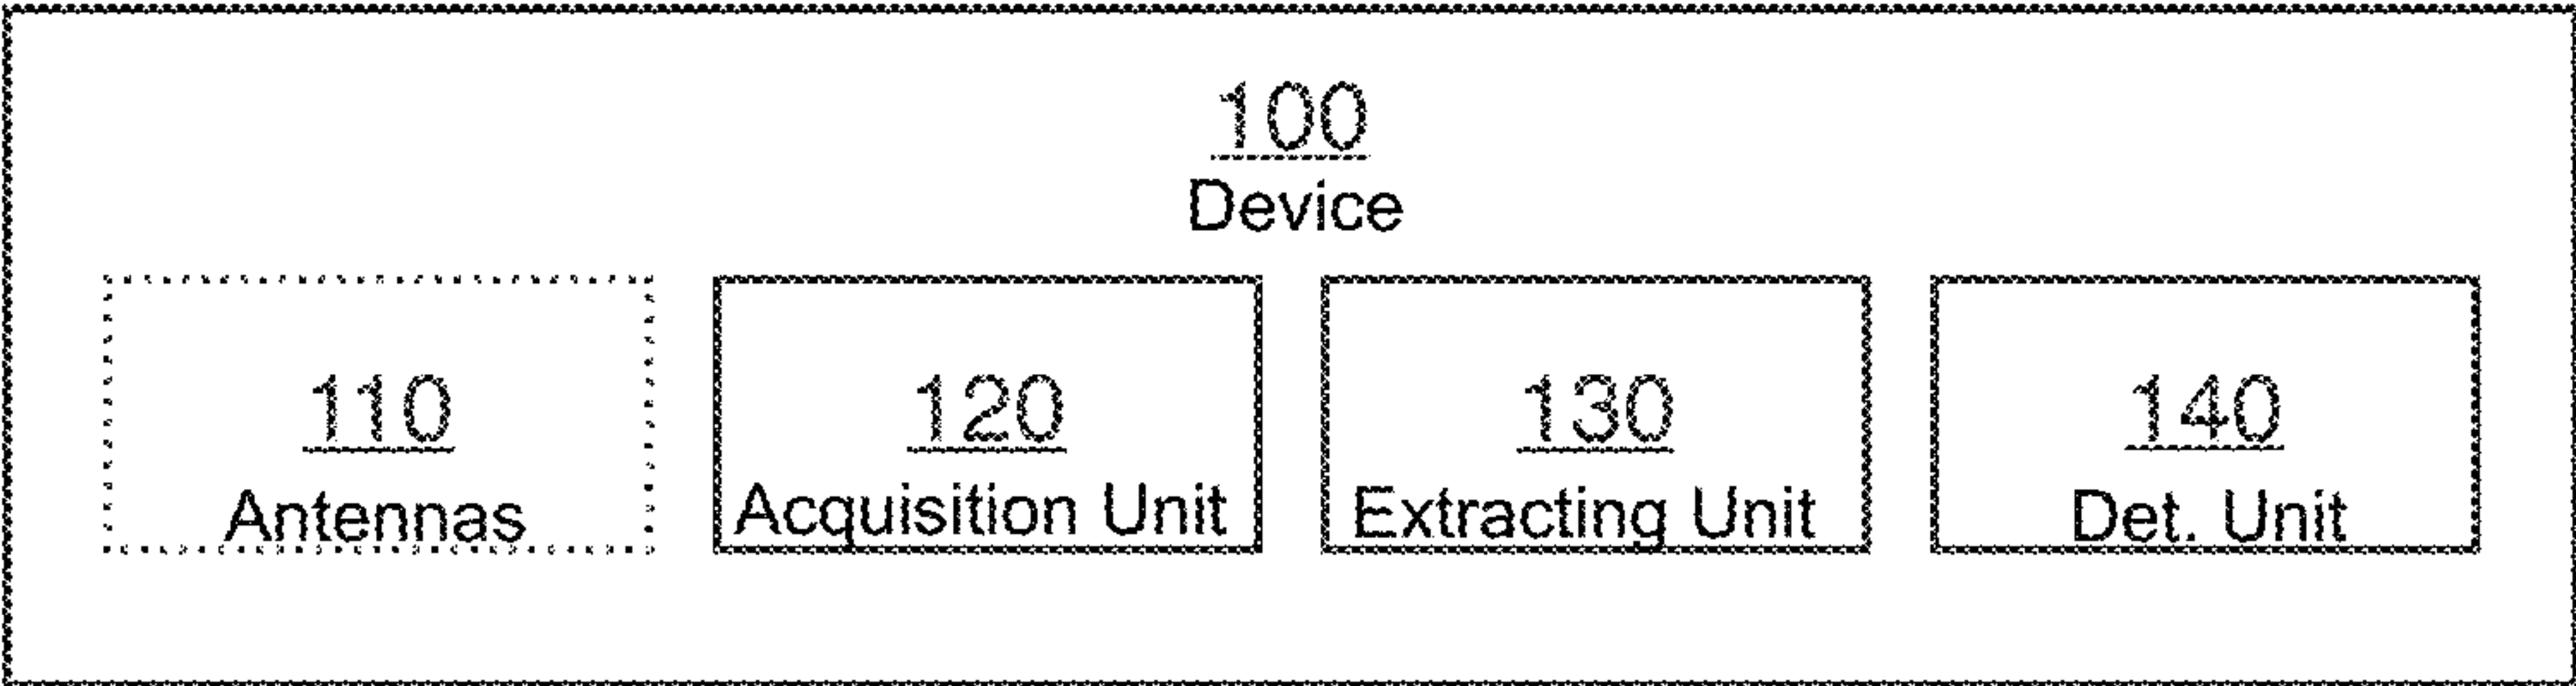 100
Device
110
Antennas
120
Acquisition Unit
130
Extracting Unit
140
Det. Unit